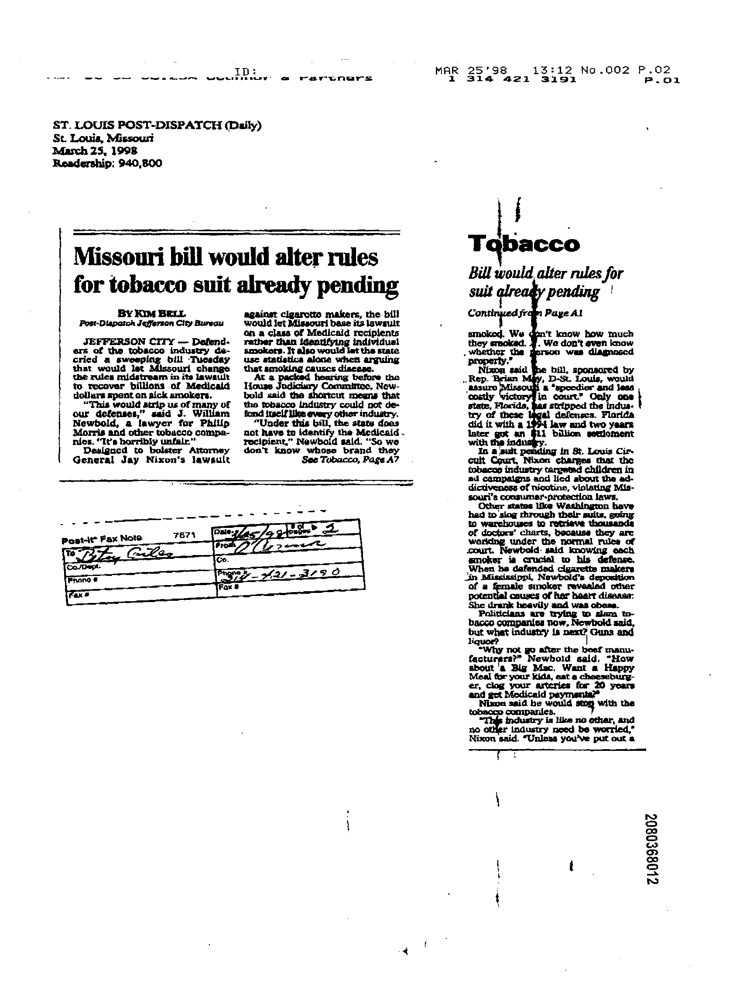 ID:
MAR 25'98 13:12 No.002 P.02
& Partners
1 314 421 3191 P.01
ST. LOUIS POST-DISPATCH (Daily)
St. Louis, Missouri
March 25, 1998
Readership: 940,800
Missouri bill would alter rules
for tobacco suit already pending
BY KIM BELL
Post-Dispatch Jefferson City Bureau
JEFFERSON CITY — Defend-
ers of the tobacco industry de-
cried a sweeping bill Tuesday
that would let Missouri change
the rules midstream in its lawsuit
to recover billions of Medicaid
dollars spent on sick smokers.
"This would strip us of many of
our defenses," said J. William
Newbold, a lawyer for Philip
Morris and other tobacco compa-
nies. "It's horribly unfair."
Designed to bolster Attorney
General Jay Nixon's lawsuit
against cigarette makers, the bill
would let Missouri base its lawsuit
on a class of Medicaid recipients
rather than identifying individual
smokers. It also would let the state
use statistics alone when arguing
that smoking causes disease.
At a packed hearing before the
House Judiciary Committee, New-
bold said the shortcut means that
the tobacco industry could not de-
fend itself like every other industry.
"Under this bill, the state does
not have to identify the Medicaid
recipient," Newbold said. "So we
don't know whose brand they
See Tobacco, Page A7
Tobacco
Bill would alter rules for
suit already pending
Continued from Page A1
smoked. We don't know how much
they smoked. We don't even know
whether the person was diagnosed
properly."
Nixon said the bill, sponsored by
Rep. Brian May, D-St. Louis, would
assure Missouri a "speedier and less
costly victory in court." Only one
state, Florida, has stripped the indus-
try of these legal defenses. Florida
did it with a 1994 law and two years
later got an $11 billion settlement
with the industry.
In a suit pending in St. Louis Cir-
cuit Court, Nixon charges that the
tobacco industry targeted children in
ad campaigns and lied about the ad-
dictiveness of nicotine, violating Mis-
souri's consumer-protection laws.
Other states like Washington have
had to slog through their suits, going
to warehouses to retrieve thousands
of doctors' charts, because they are
working under the normal rules of
court. Newbold said knowing each
smoker is crucial to his defense.
When he defended cigarette makers
in Mississippi, Newbold's deposition
of a female smoker revealed other
potential causes of her heart disease:
She drank heavily and was obese.
Politicians are trying to slam to-
bacco companies now, Newbold said,
but what industry is next? Guns and
liquor?
"Why not go after the beef manu-
facturers?" Newbold said. "How
about a Big Mac. Want a Happy
Meal for your kids, eat a cheeseburg-
er, clog your arteries for 20 years
and get Medicaid payments?"
Nixon said he would stop with the
tobacco companies.
"This industry is like no other, and
no other industry need be worried,"
Nixon said. "Unless you've put out a
Post-it® Fax Note 7671
Date 3/25/98 # of pages 2
To Betsy Giles
From
Co./Dept.
Co.
Phone #
Phone # 314-421-3190
Fax #
Fax #
2080368012